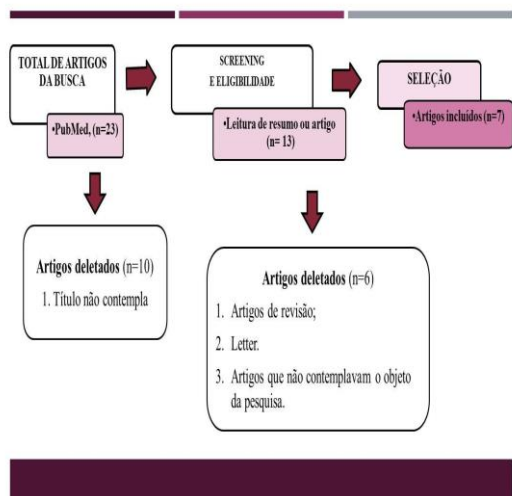 TOTAL DE ARTIGOS
DA BUSCA
•PubMed, (n=23)
SCREENING
E ELIGIBILIDADE
•Leitura de resumo ou artigo
(n= 13)
SELEÇÃO
•Artigos incluídos (n=7)
Artigos deletados (n=10)
1. Título não contempla
Artigos deletados (n=6)
1. Artigos de revisão;
2. Letter.
3. Artigos que não contemplavam o objeto
da pesquisa.